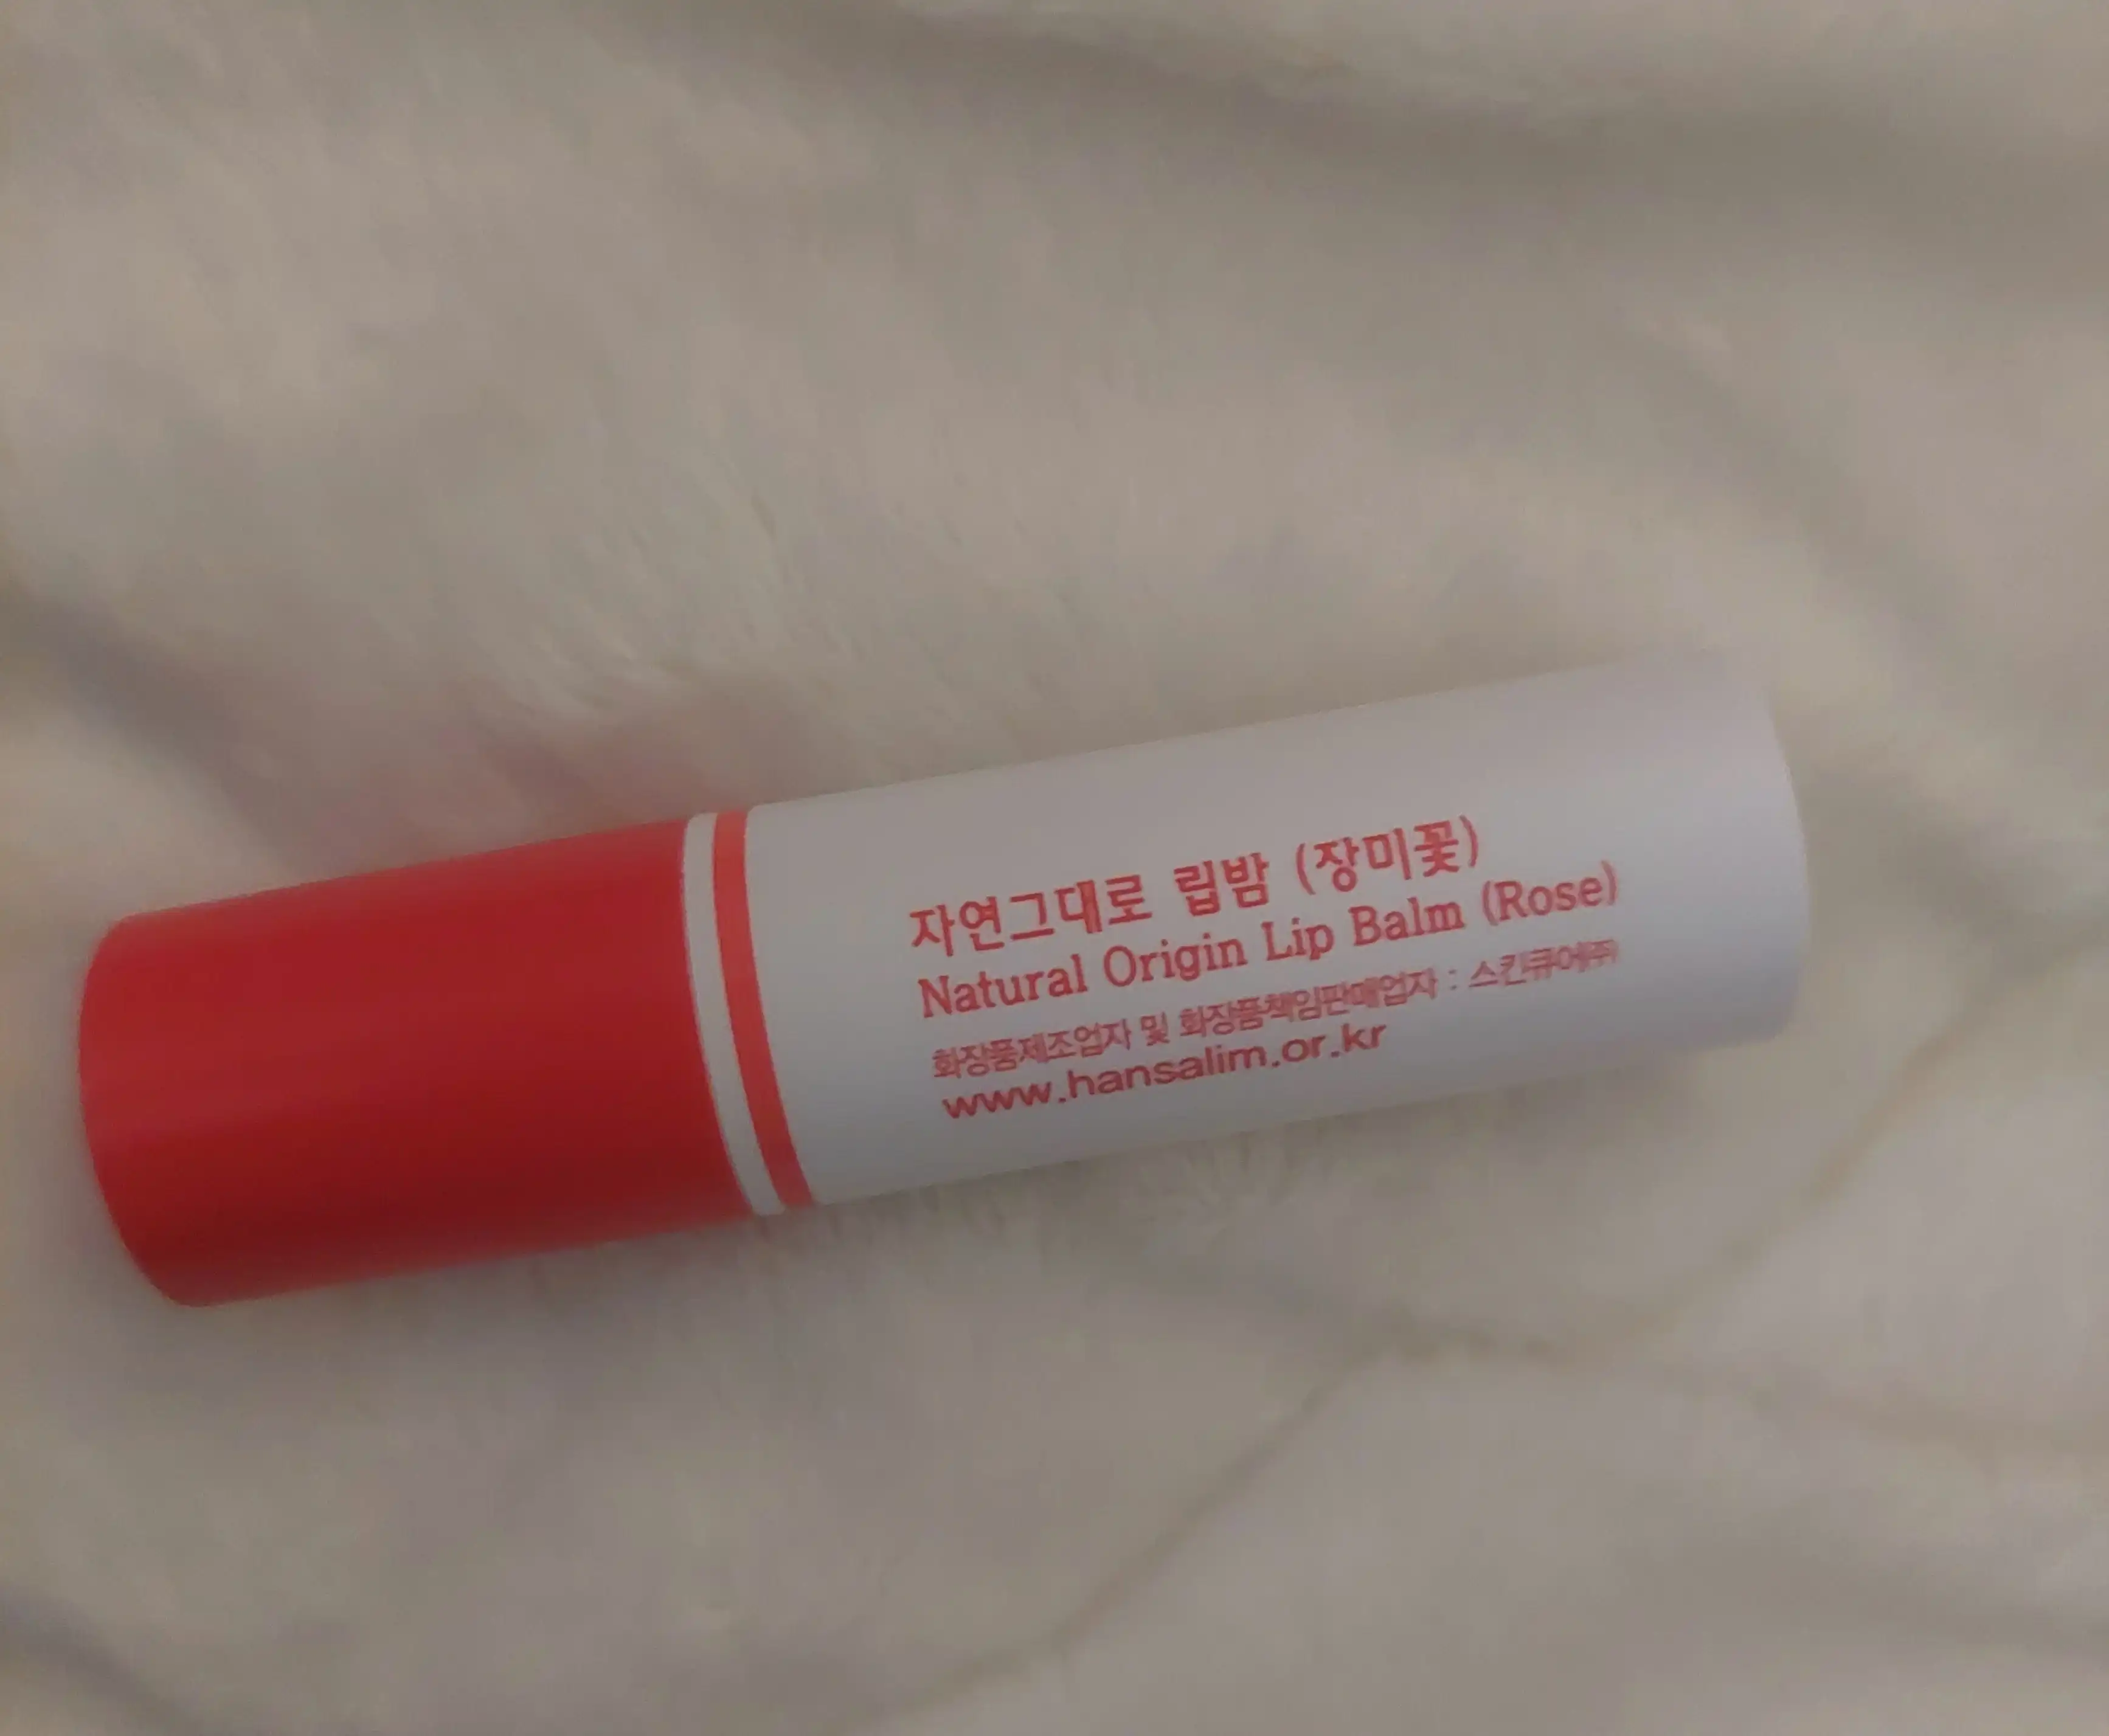 자연그대로 립밤 (장미꽃)
Natural Origin Lip Balm (Rose)
화장품제조업자 및 화장품책임판매업자 : 스킨큐어㈜
www.hansalim.or.kr